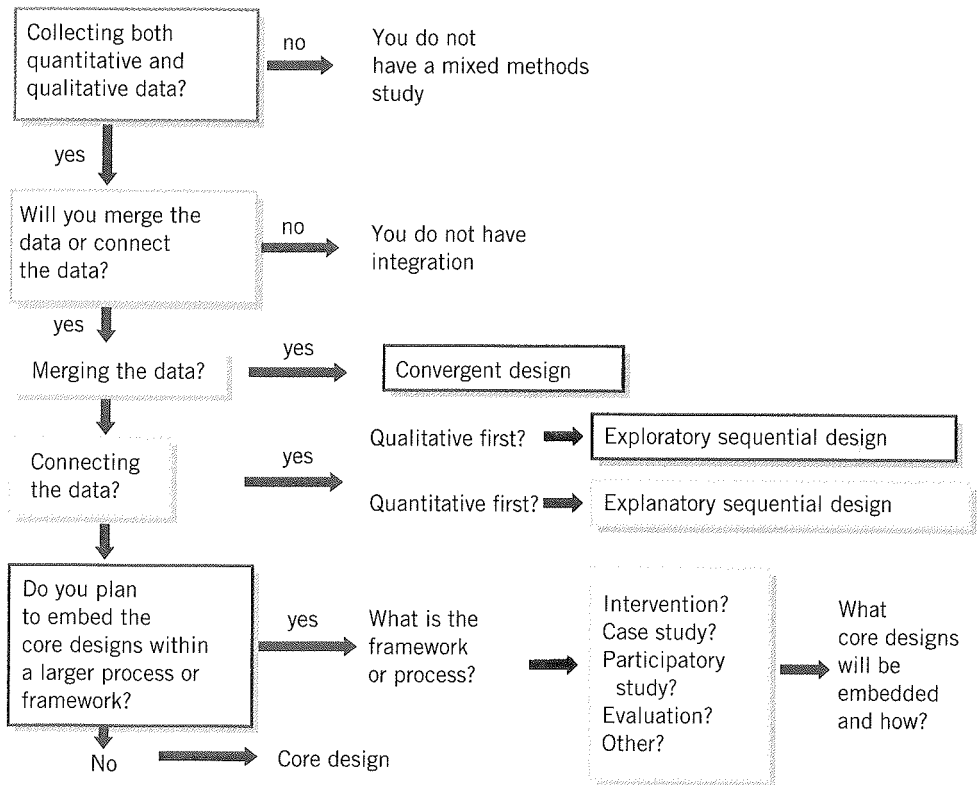 Collecting both
quantitative and
qualitative data?
no
You do not
have a mixed methods
study
yes
Will you merge the
data or connect
the data?
no
You do not have
integration
yes
Merging the data?
yes
Convergent design
Connecting
the data?
yes
Qualitative first?
Exploratory sequential design
Quantitative first?
Explanatory sequential design
Do you plan
to embed the
core designs within
a larger process or
framework?
yes
What is the
framework
or process?
Intervention?
Case study?
Participatory
study?
Evaluation?
Other?
What
core designs
will be
embedded
and how?
No
Core design